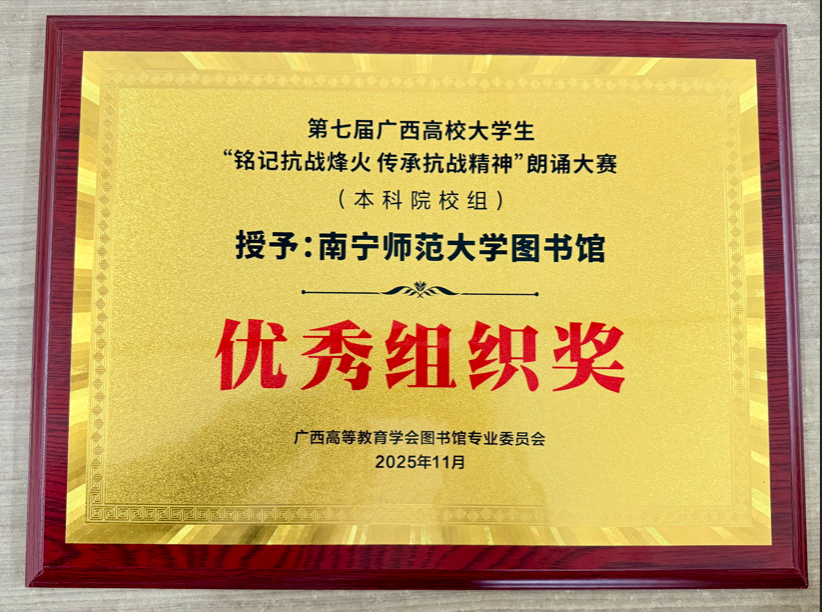 第七届广西高校大学生
“铭记抗战烽火 传承抗战精神”朗诵大赛
（本科院校组）
授予：南宁师范大学图书馆
优秀组织奖
广西高等教育学会图书馆专业委员会
2025年11月